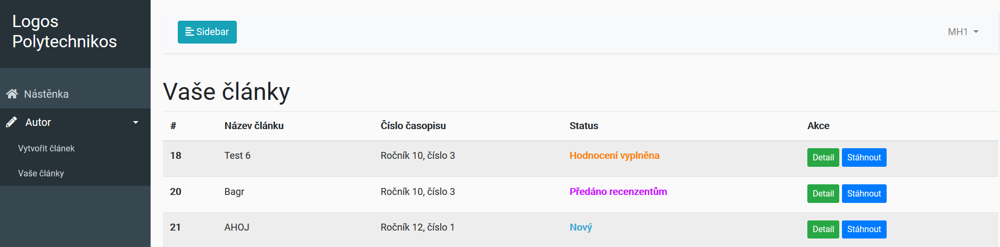 Logos
Polytechnikos
Nástěnka
Autor
Vytvořit článek
Vaše články
Sidebar
MH1
Vaše články
# Název článku Číslo časopisu Status Akce
18 Test 6 Ročník 10, číslo 3 Hodnocení vyplněna Detail Stáhnout
20 Bagr Ročník 10, číslo 3 Předáno recenzentům Detail Stáhnout
21 AHOJ Ročník 12, číslo 1 Nový Detail Stáhnout